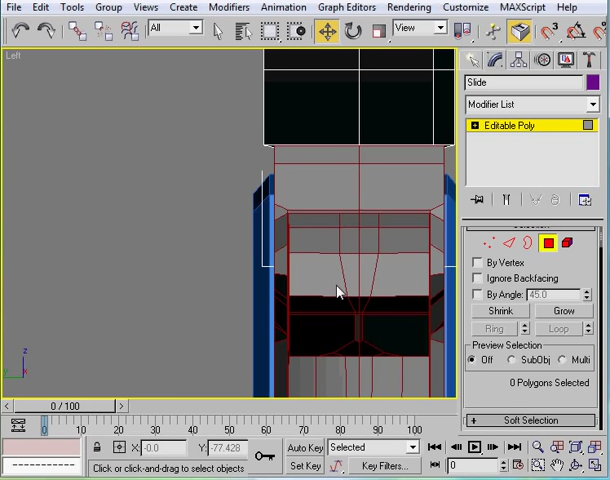 File Edit Tools Group Views Create Modifiers Animation Graph Editors Rendering Customize MAXScript Help
All View
Left
Slide
Modifier List
Editable Poly
By Vertex
Ignore Backfacing
By Angle: 45.0
Shrink Grow
Ring Loop
Preview Selection
Off SubObj Multi
0 Polygons Selected
+ Soft Selection
z
0 / 100
0 10 20 30 40 50 60 70 80 90 100
X: -0.0 Y: -77.428 Auto Key Selected
Click or click-and-drag to select objects Set Key Key Filters... 0